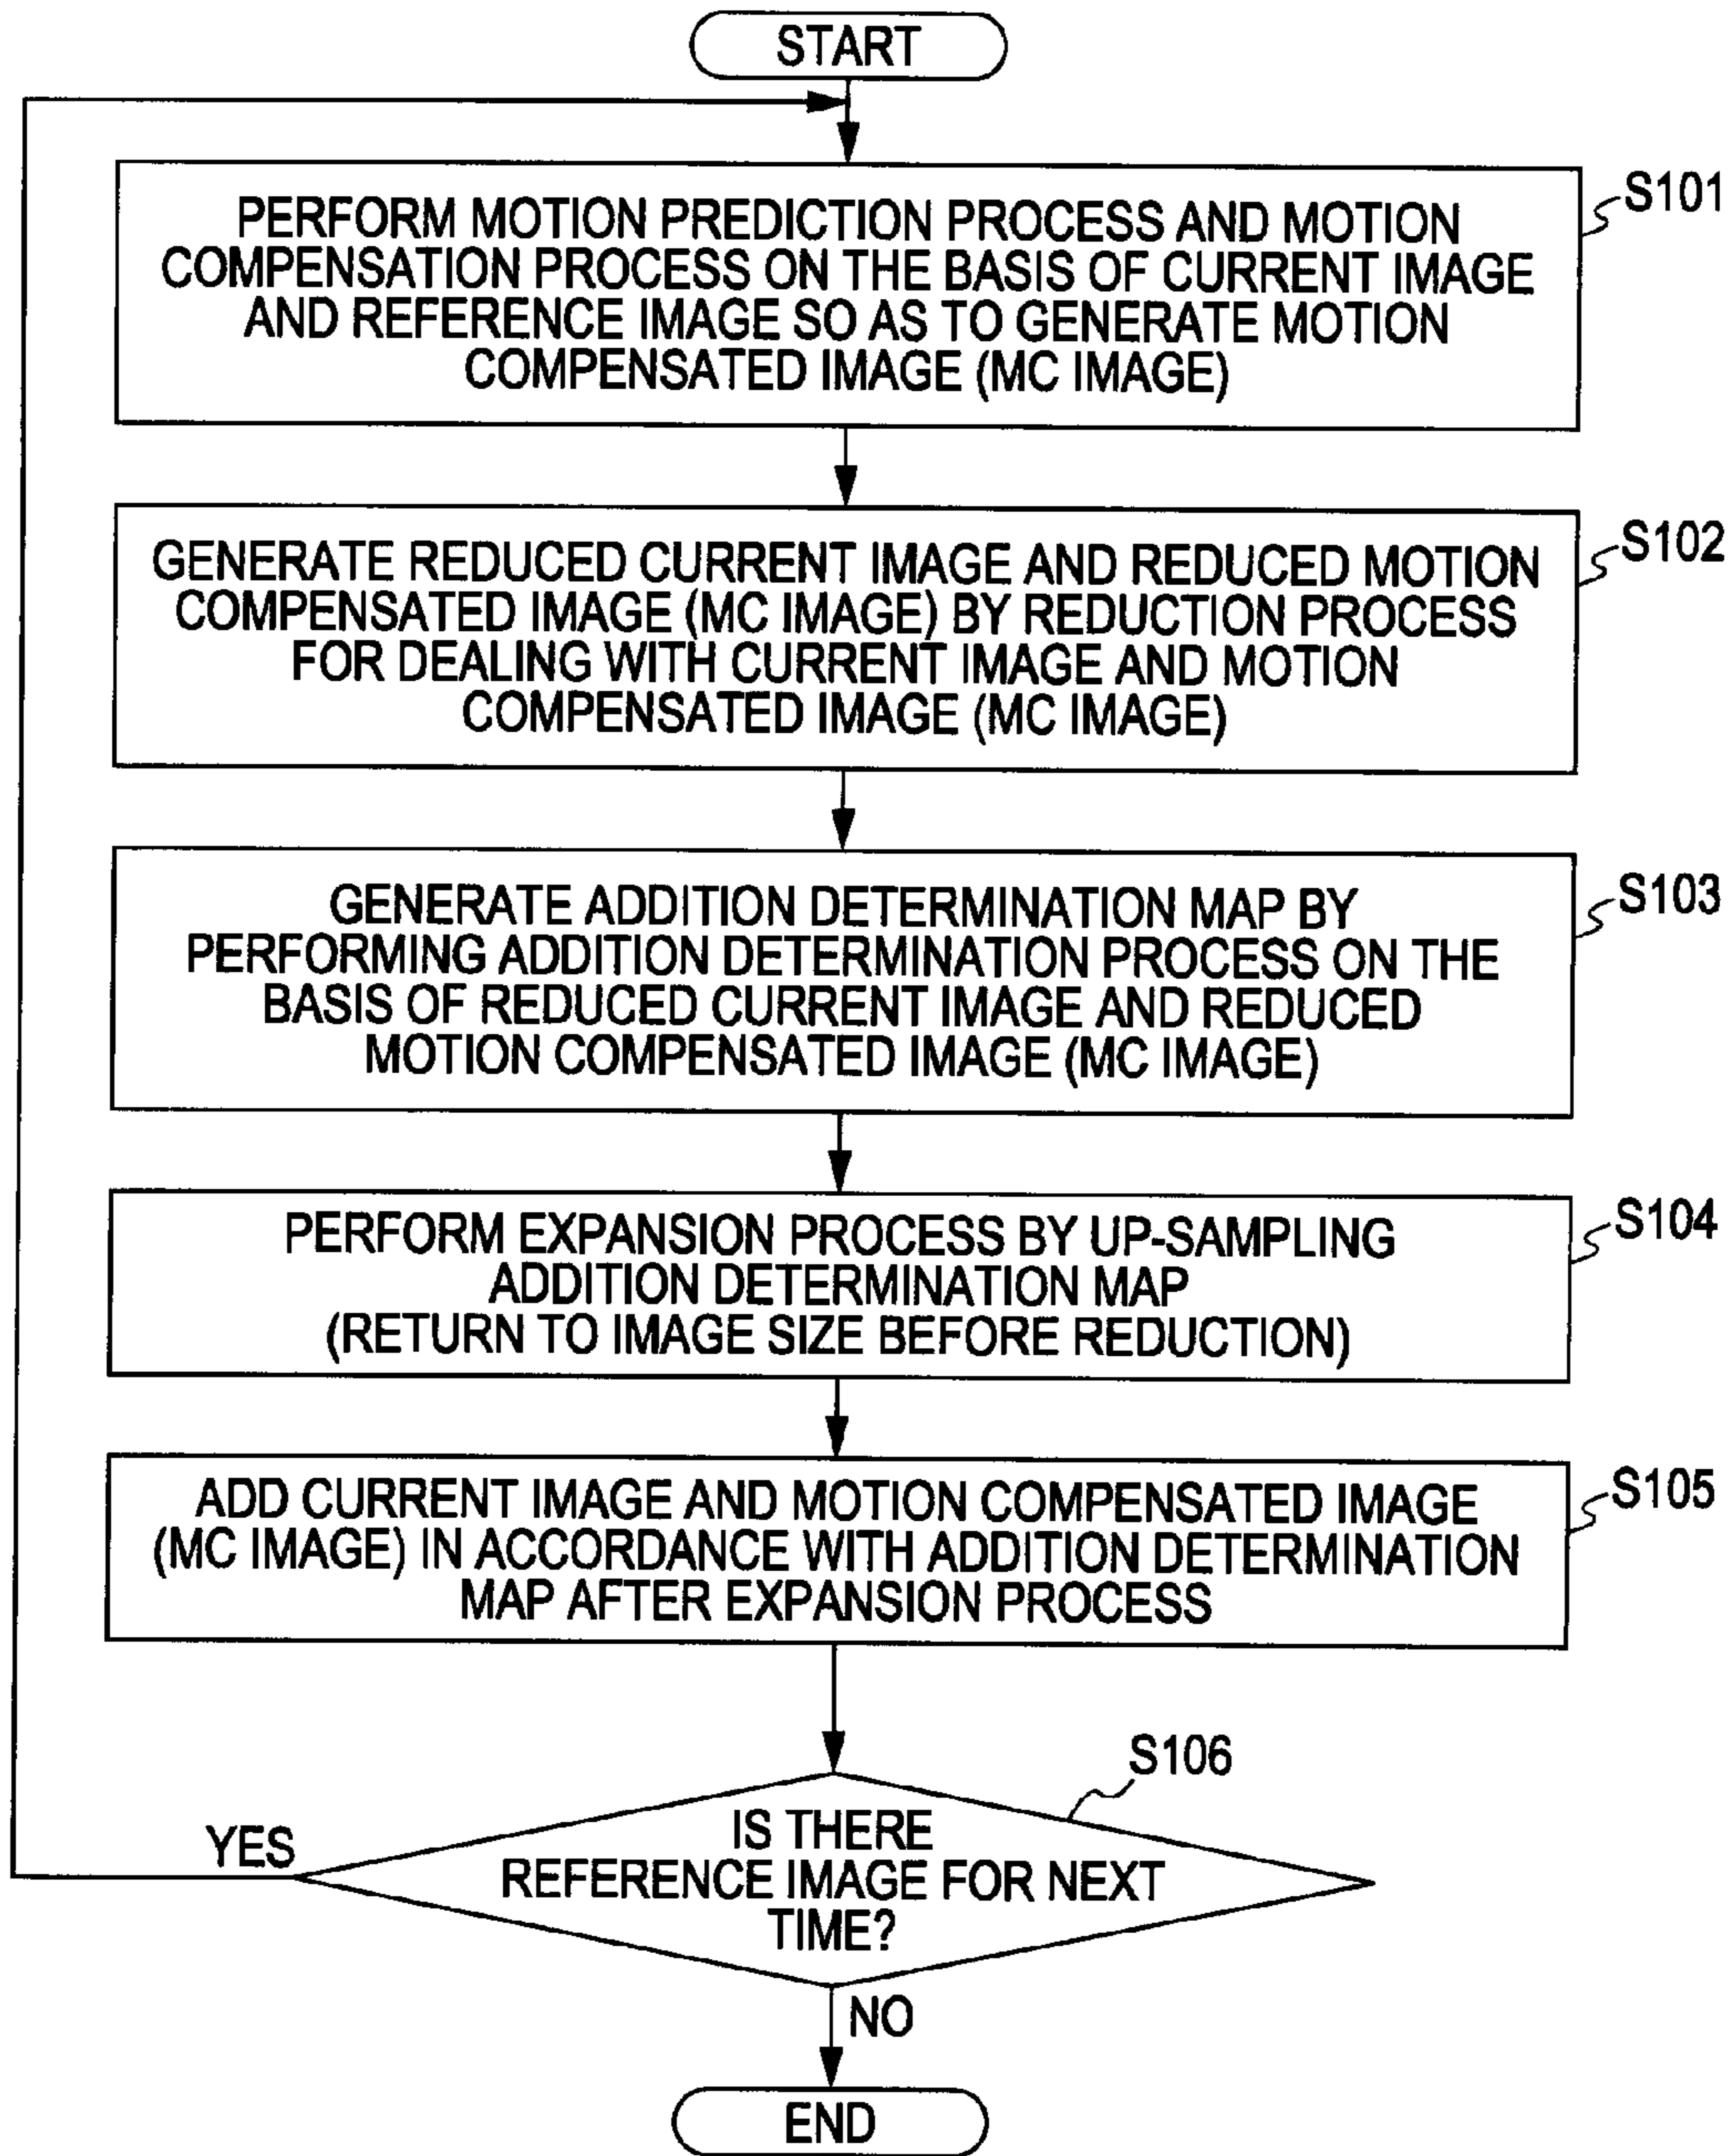 START
PERFORM MOTION PREDICTION PROCESS AND MOTION
COMPENSATION PROCESS ON THE BASIS OF CURRENT IMAGE
AND REFERENCE IMAGE SO AS TO GENERATE MOTION
COMPENSATED IMAGE (MC IMAGE)
S101
GENERATE REDUCED CURRENT IMAGE AND REDUCED MOTION
COMPENSATED IMAGE (MC IMAGE) BY REDUCTION PROCESS
FOR DEALING WITH CURRENT IMAGE AND MOTION
COMPENSATED IMAGE (MC IMAGE)
S102
GENERATE ADDITION DETERMINATION MAP BY
PERFORMING ADDITION DETERMINATION PROCESS ON THE
BASIS OF REDUCED CURRENT IMAGE AND REDUCED
MOTION COMPENSATED IMAGE (MC IMAGE)
S103
PERFORM EXPANSION PROCESS BY UP-SAMPLING
ADDITION DETERMINATION MAP
(RETURN TO IMAGE SIZE BEFORE REDUCTION)
S104
ADD CURRENT IMAGE AND MOTION COMPENSATED IMAGE
(MC IMAGE) IN ACCORDANCE WITH ADDITION DETERMINATION
MAP AFTER EXPANSION PROCESS
S105
S106
IS THERE
REFERENCE IMAGE FOR NEXT
TIME?
YES
NO
END